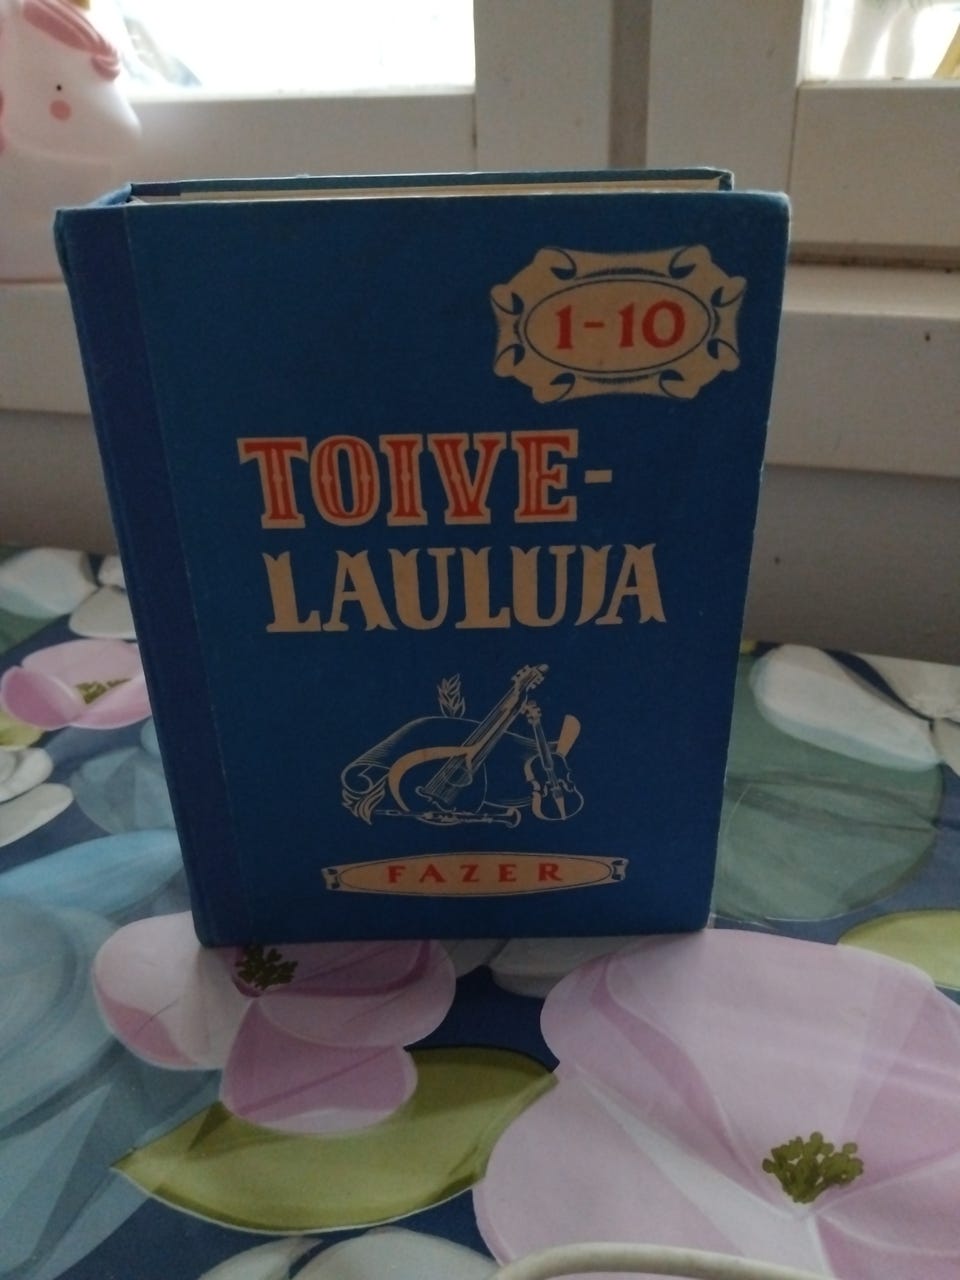 1-10
TOIVE-
LAULUJA
FAZER